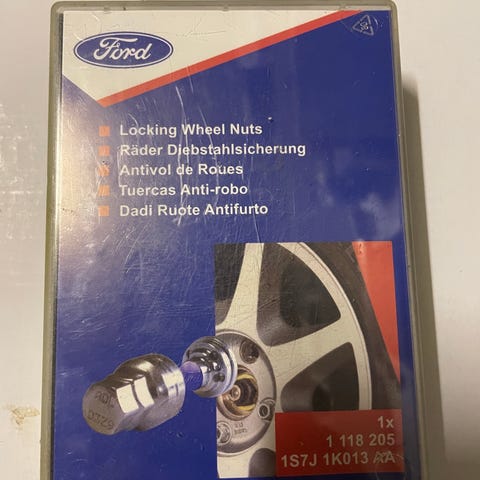 Ford
Locking Wheel Nuts
Räder Diebstahlsicherung
Antivol de Roues
Tuercas Anti-robo
Dadi Ruote Antifurto
1x
1 118 205
1S7J 1K013 AA